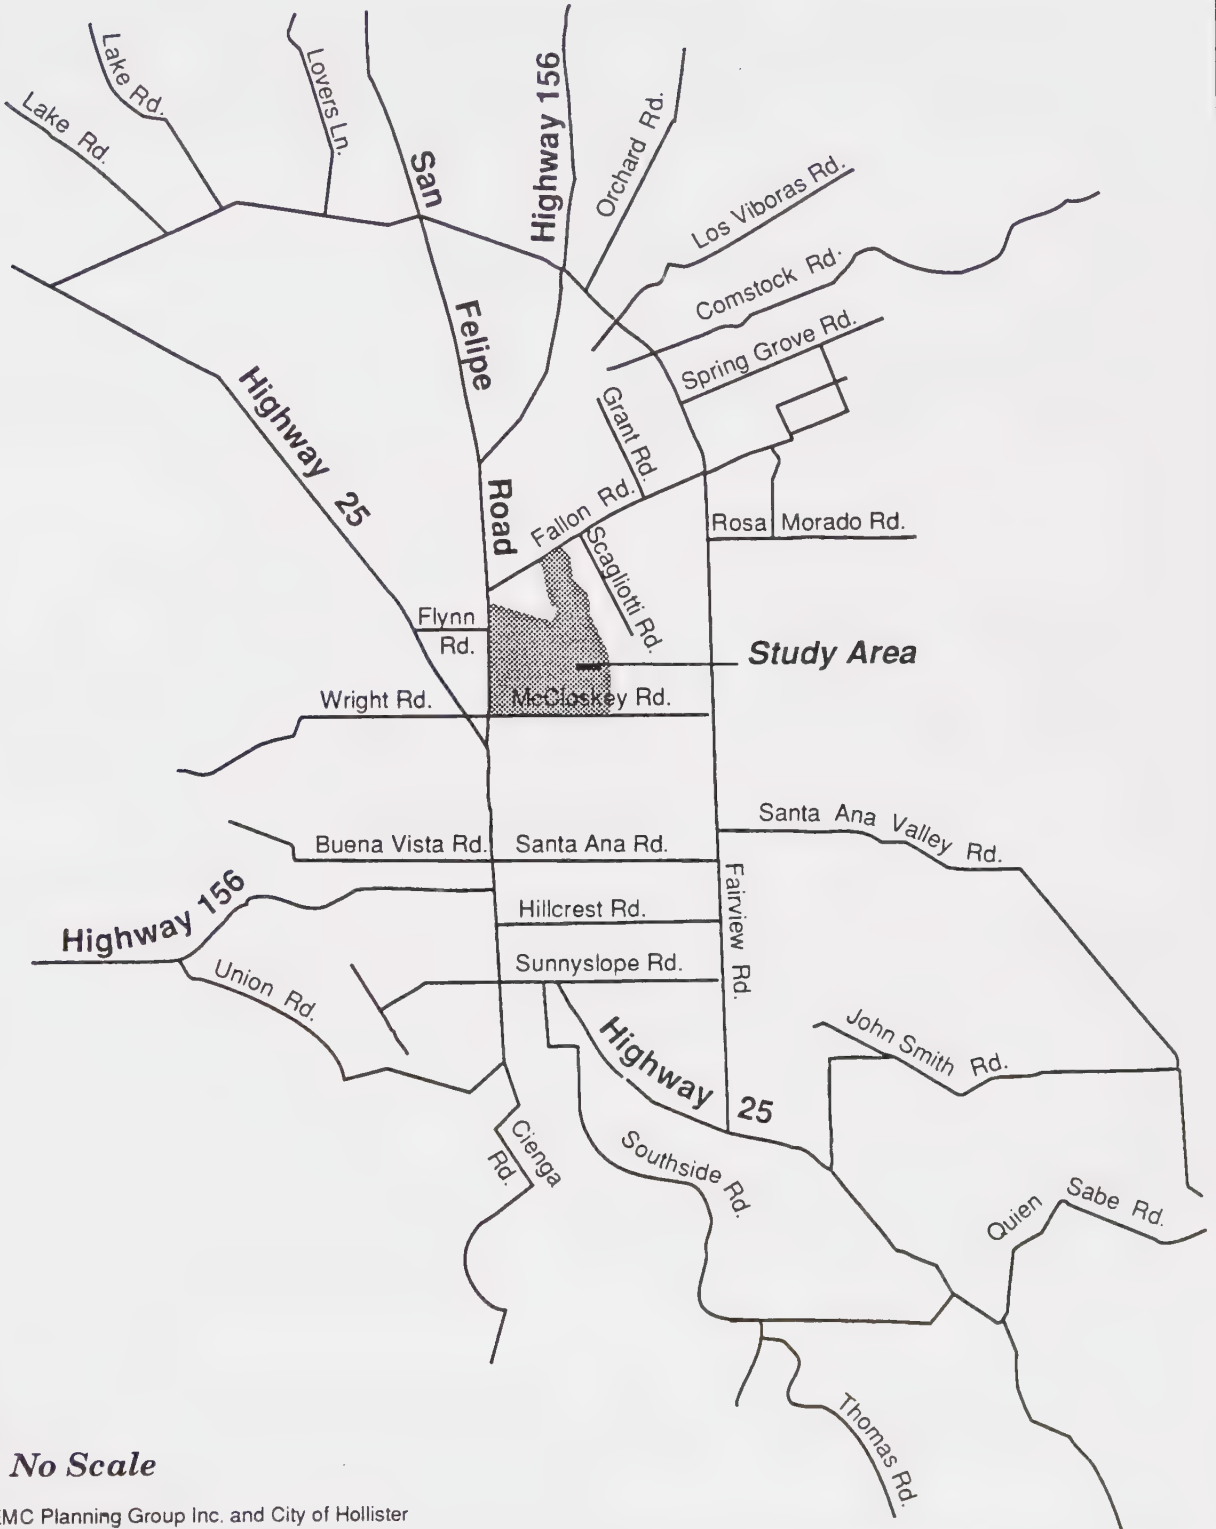 Lake Rd.
Lake Rd.
Lovers Ln.
San
Felipe
Road
Highway 156
Orchard Rd.
Los Viboras Rd.
Comstock Rd.
Spring Grove Rd.
Grant Rd.
Highway 25
Fallon Rd.
Scagliotti Rd.
Rosa Morado Rd.
Flynn
Rd.
Study Area
Wright Rd.
McCloskey Rd.
Santa Ana Valley Rd.
Buena Vista Rd.
Santa Ana Rd.
Fairview Rd.
Highway 156
Hillcrest Rd.
Union Rd.
Sunnyslope Rd.
Highway 25
John Smith Rd.
Cienga
Rd.
Southside Rd.
Quien Sabe Rd.
Thomas Rd.
No Scale
MC Planning Group Inc. and City of Hollister